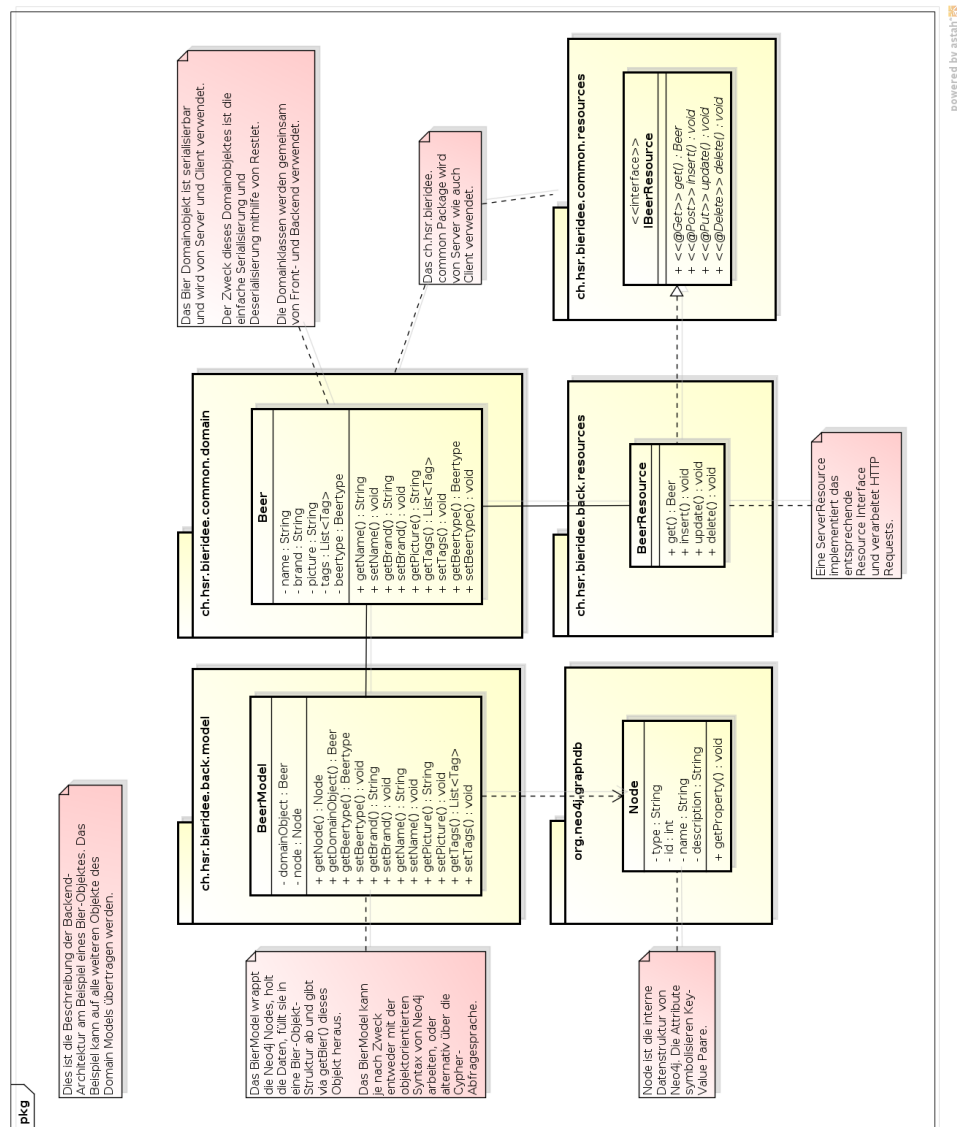 pkg
Dies ist die Beschreibung der Backend-
Architektur am Beispiel eines Bier-Objektes. Das
Beispiel kann auf alle weiteren Objekte des
Domain Models übertragen werden.
Das BierModel wrappt
die Neo4j Nodes, holt
die Daten, füllt sie in
eine Bier-Objekt-
Struktur ab und gibt
via getBier() dieses
Objekt heraus.
Das BierModel kann
je nach Zweck
entweder mit der
objektorientierten
Syntax von Neo4j
arbeiten, oder
alternativ über die
Cypher-
Abfragesprache.
ch.hsr.bieridee.back.model
BeerModel
- domainObject : Beer
- node : Node
+ getNode() : Node
+ getDomainObject() : Beer
+ getBeertype() : Beertype
+ setBeertype() : void
+ getBrand() : String
+ setBrand() : void
+ getName() : String
+ setName() : void
+ getPicture() : String
+ setPicture() : void
+ getTags() : List<Tag>
+ setTags() : void
ch.hsr.bieridee.common.domain
Beer
- name : String
- brand : String
- picture : String
- tags : List<Tag>
- beertype : Beertype
+ getName() : String
+ setName() : void
+ getBrand() : String
+ setBrand() : void
+ getPicture() : String
+ getTags() : List<Tag>
+ setTags() : void
+ getBeertype() : Beertype
+ setBeertype() : void
Das Bier Domainobjekt ist serialisierbar
und wird von Server und Client verwendet.
Der Zweck dieses Domainobjektes ist die
einfache Serialisierung und
Deserialisierung mithilfe von Restlet.
Die Domainklassen werden gemeinsam
von Front- und Backend verwendet.
Das ch.hsr.bieridee.
common Package wird
von Server wie auch
Client verwendet.
Node ist die interne
Datenstruktur von
Neo4j. Die Attribute
symbolisieren Key-
Value Paare.
org.neo4j.graphdb
Node
- type : String
- id : int
- name : String
- description : String
+ getProperty() : void
ch.hsr.bieridee.back.resources
BeerResource
+ get() : Beer
+ insert() : void
+ update() : void
+ delete() : void
ch.hsr.bieridee.common.resources
<<interface>>
IBeerResource
+ <<@Get>> get() : Beer
+ <<@Post>> insert() : void
+ <<@Put>> update() : void
+ <<@Delete>> delete() : void
Eine ServerResource
implementiert das
entsprechende
Resource Interface
und verarbeitet HTTP
Requests.
powered by astah*